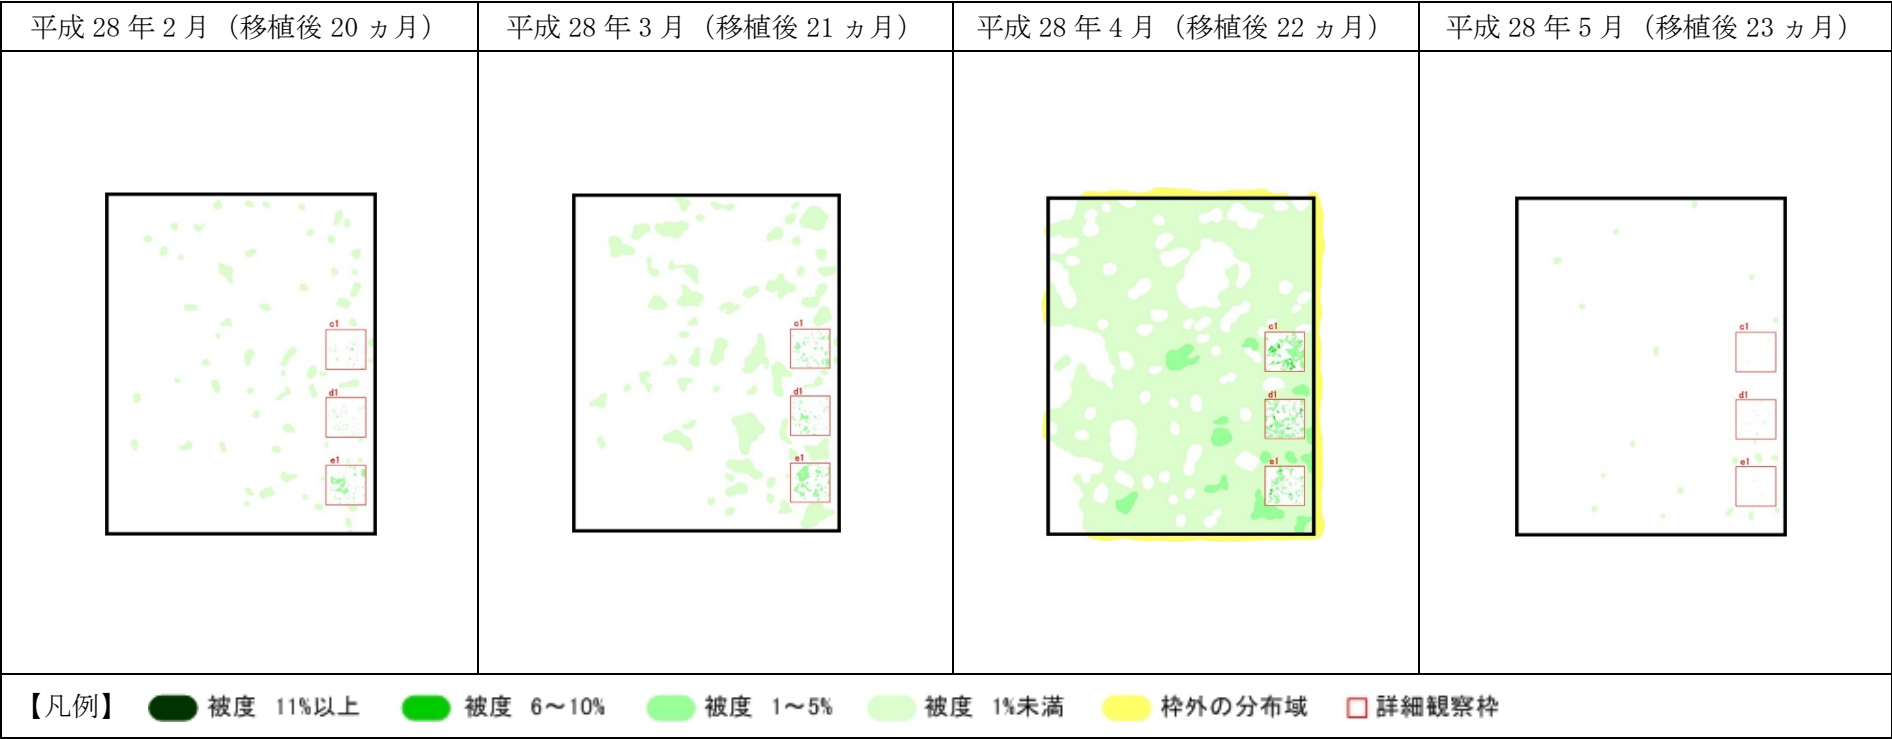 平成 28 年 2 月（移植後 20 ヵ月）
平成 28 年 3 月（移植後 21 ヵ月）
平成 28 年 4 月（移植後 22 ヵ月）
平成 28 年 5 月（移植後 23 ヵ月）
c1
d1
e1
c1
d1
e1
c1
d1
e1
c1
d1
e1
【凡例】 被度 11%以上 被度 6～10% 被度 1～5% 被度 1%未満 枠外の分布域 詳細観察枠